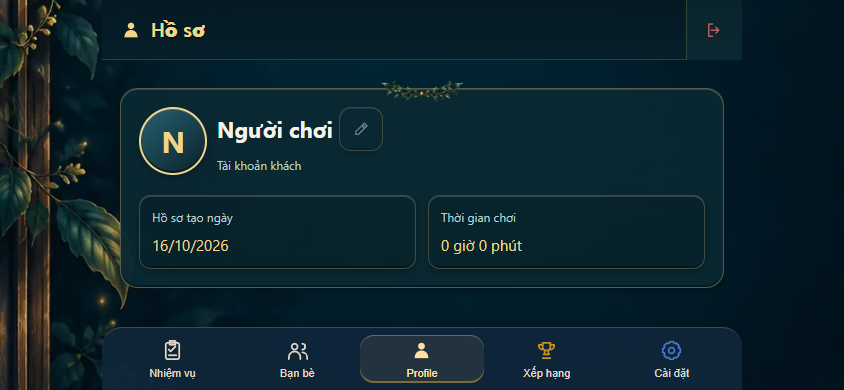 Hồ sơ
N
Người chơi
Tài khoản khách
Hồ sơ tạo ngày
16/10/2026
Thời gian chơi
0 giờ 0 phút
Nhiệm vụ
Bạn bè
Profile
Xếp hạng
Cài đặt